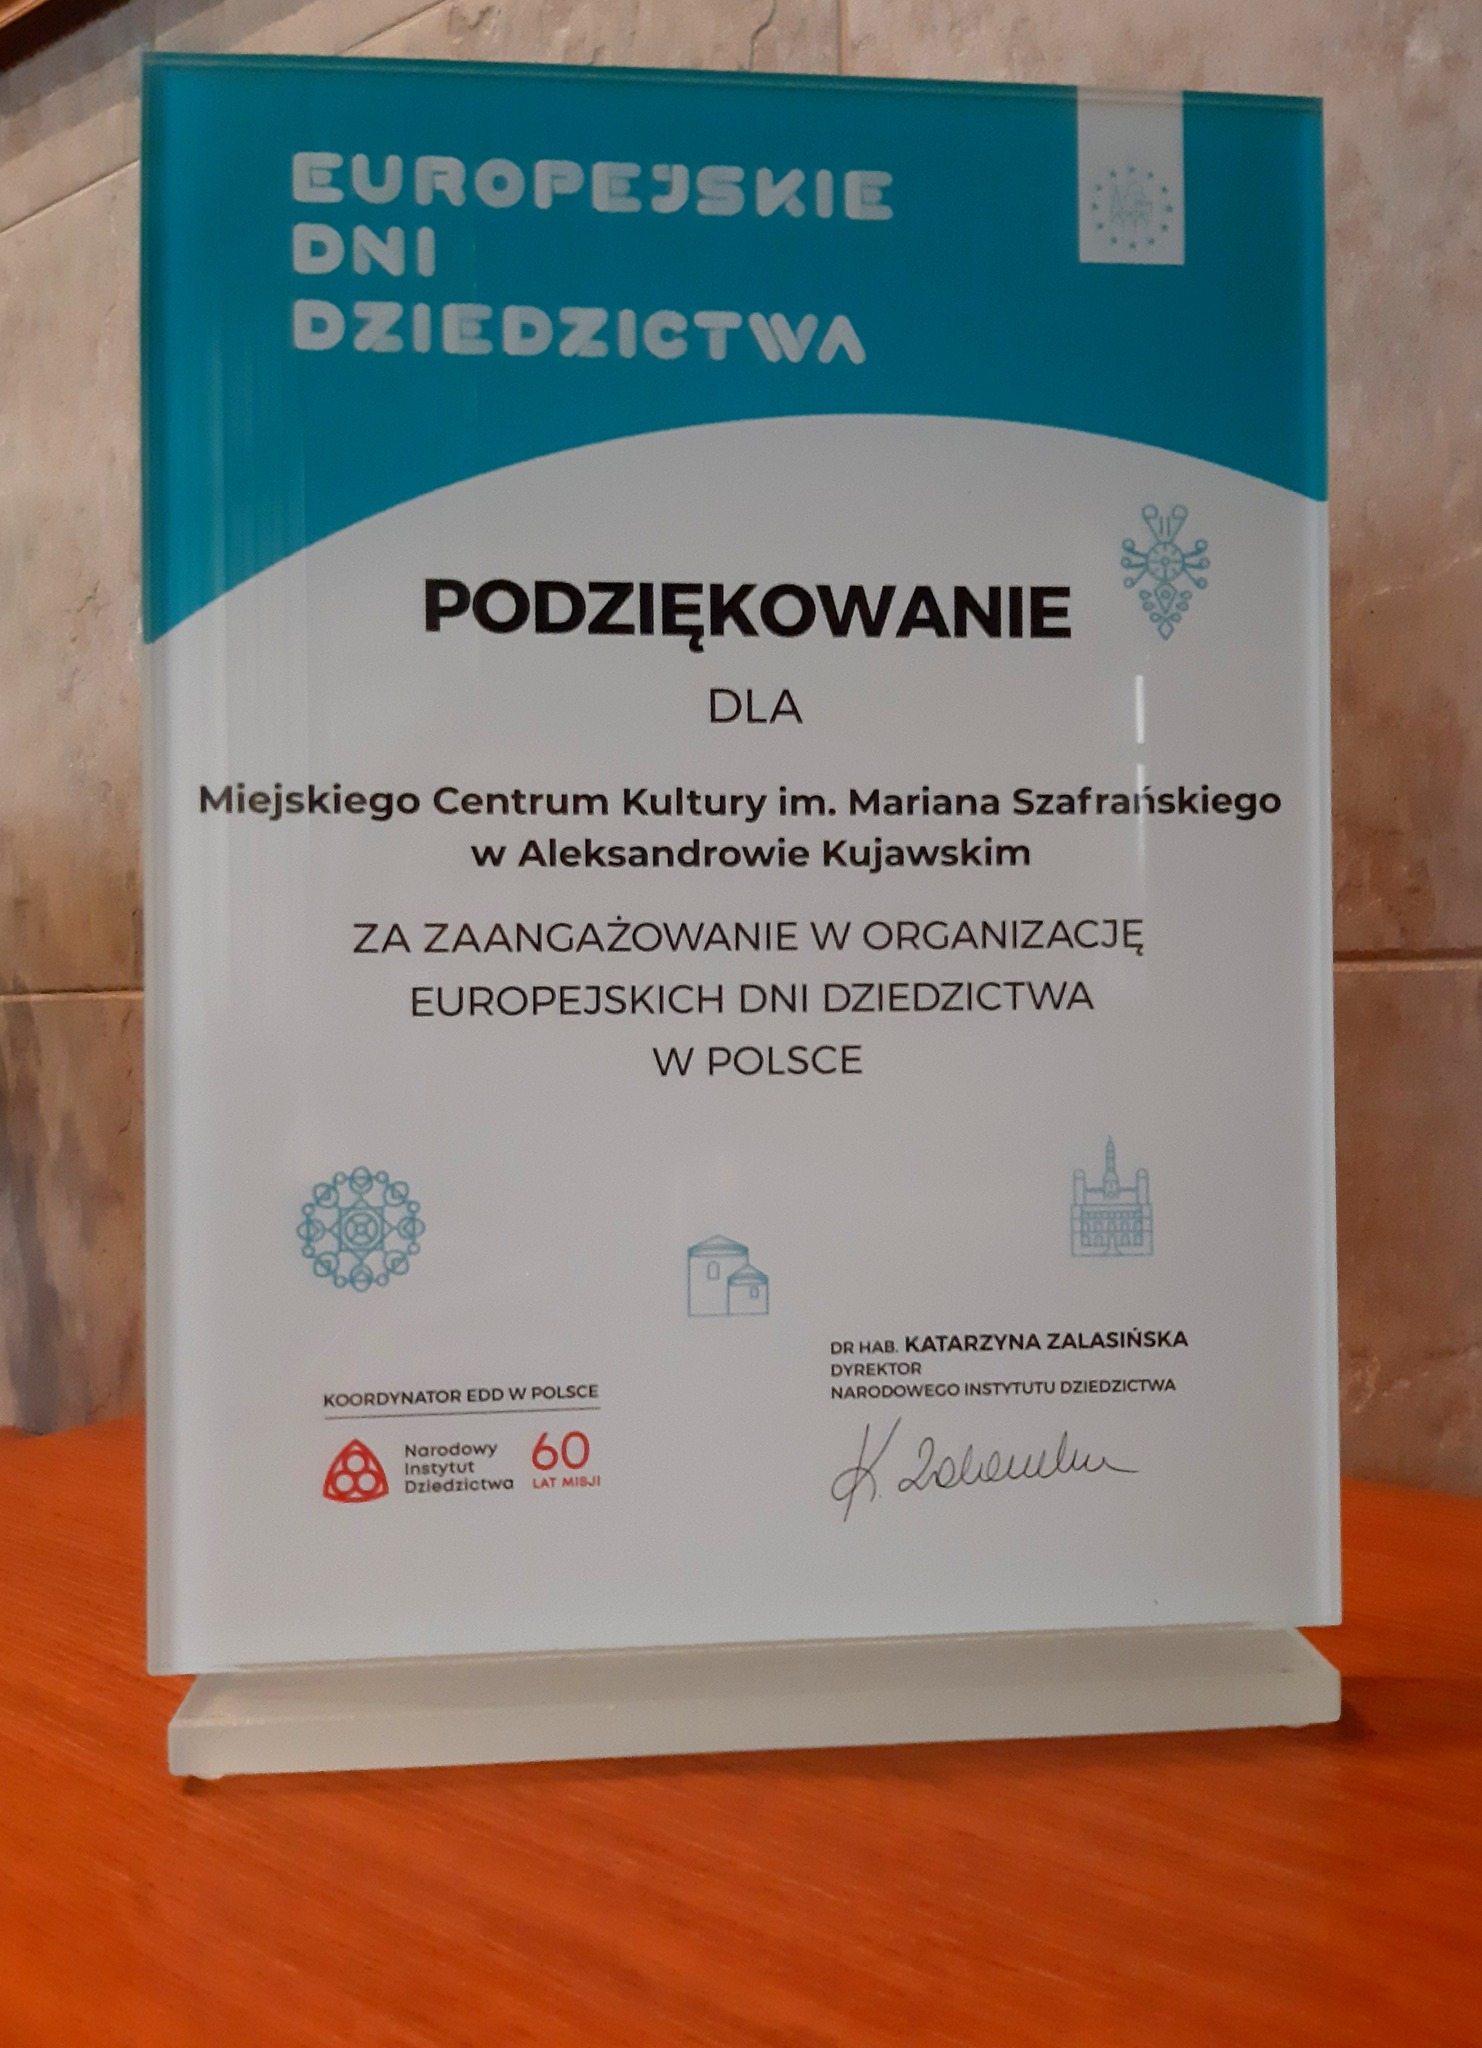 EUROPEJSKIE
DNI
DZIEDZICTWA
PODZIĘKOWANIE
DLA
Miejskiego Centrum Kultury im. Mariana Szafrańskiego
w Aleksandrowie Kujawskim
ZA ZAANGAŻOWANIE W ORGANIZACJĘ
EUROPEJSKICH DNI DZIEDZICTWA
W POLSCE
KOORDYNATOR EDD W POLSCE
Narodowy
Instytut
Dziedzictwa
60
LAT MISJI
DR HAB. KATARZYNA ZALASIŃSKA
DYREKTOR
NARODOWEGO INSTYTUTU DZIEDZICTWA